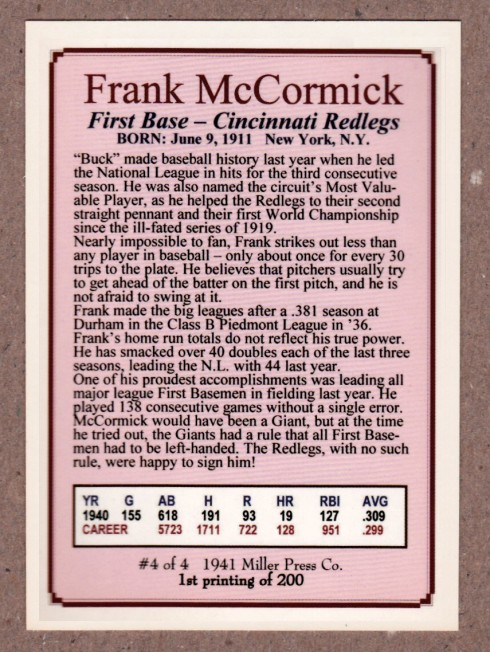 Frank McCormick
First Base – Cincinnati Redlegs
BORN: June 9, 1911 New York, N.Y.
“Buck” made baseball history last year when he led
the National League in hits for the third consecutive
season. He was also named the circuit’s Most Valu-
able Player, as he helped the Redlegs to their second
straight pennant and their first World Championship
since the ill-fated series of 1919.
Nearly impossible to fan, Frank strikes out less than
any player in baseball – only about once for every 30
trips to the plate. He believes that pitchers usually try
to get ahead of the batter on the first pitch, and he is
not afraid to swing at it.
Frank made the big leagues after a .381 season at
Durham in the Class B Piedmont League in ’36.
Frank’s home run totals do not reflect his true power.
He has smacked over 40 doubles each of the last three
seasons, leading the N.L. with 44 last year.
One of his proudest accomplishments was leading all
major league First Basemen in fielding last year. He
played 138 consecutive games without a single error.
McCormick would have been a Giant, but at the time
he tried out, the Giants had a rule that all First Base-
men had to be left-handed. The Redlegs, with no such
rule, were happy to sign him!
YR G AB H R HR RBI AVG
1940 155 618 191 93 19 127 .309
CAREER 5723 1711 722 128 951 .299
#4 of 4 1941 Miller Press Co.
1st printing of 200